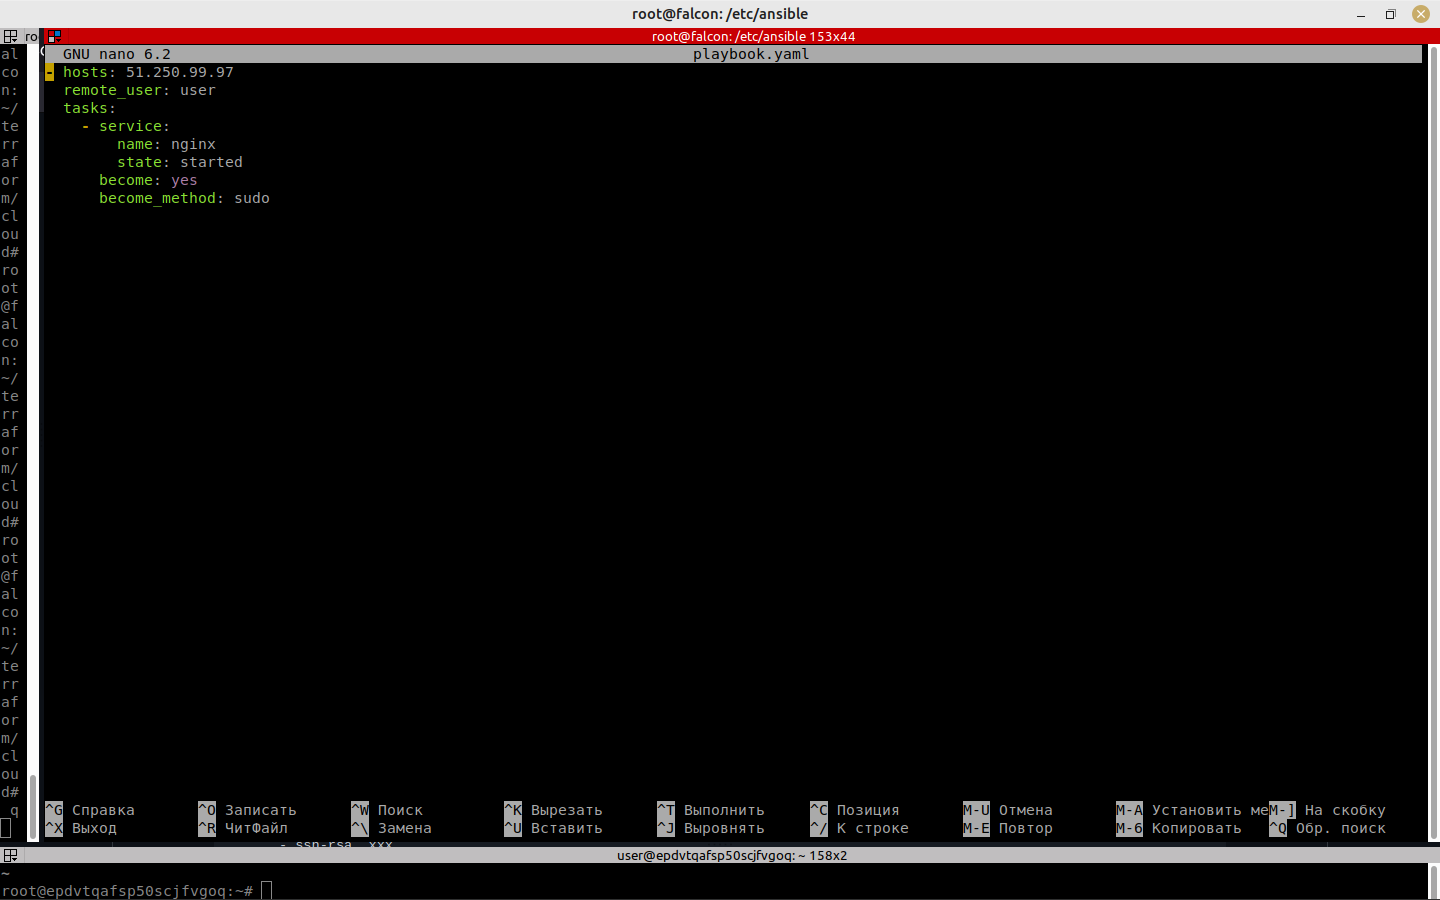 root@falcon: /etc/ansible
ro
root@falcon: /etc/ansible 153x44
GNU nano 6.2 playbook.yaml
- hosts: 51.250.99.97
  remote_user: user
  tasks:
    - service:
        name: nginx
        state: started
      become: yes
      become_method: sudo
al
co
n:
~/
te
rr
af
or
m/
cl
ou
d#
ro
ot
@f
al
co
n:
~/
te
rr
af
or
m/
cl
ou
d#
ro
ot
@f
al
co
n:
~/
te
rr
af
or
m/
cl
ou
d#
q
^G Справка ^O Записать ^W Поиск ^K Вырезать ^T Выполнить ^C Позиция M-U Отмена M-A Установить ме M-] На скобку
^X Выход ^R ЧитФайл ^\ Замена ^U Вставить ^J Выровнять ^/ К строке M-E Повтор M-6 Копировать ^Q Обр. поиск
- ssh-rsa xxx
user@epdvtqafsp50scjfvgoq: ~ 158x2
~
root@epdvtqafsp50scjfvgoq:~#